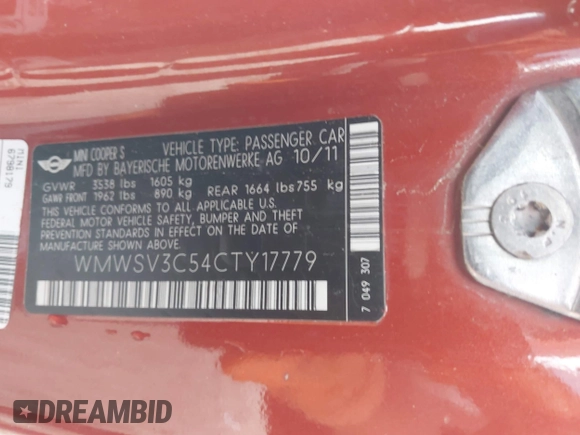 MINI COOPER S VEHICLE TYPE: PASSENGER CAR
MFD BY BAYERISCHE MOTORENWERKE AG 10/11
GVWR 3538 lbs 1605 kg
GAWR FRONT 1962 lbs 890 kg REAR 1664 lbs 755 kg
THIS VEHICLE CONFORMS TO ALL APPLICABLE U.S.
FEDERAL MOTOR VEHICLE SAFETY, BUMPER AND THEFT
PREVENTION STANDARDS IN EFFECT ON THE DATE OF
MANUFACTURE SHOWN ABOVE.
WMWSV3C54CTY17779
7 049 307
MINI
6798179
DREAMBID